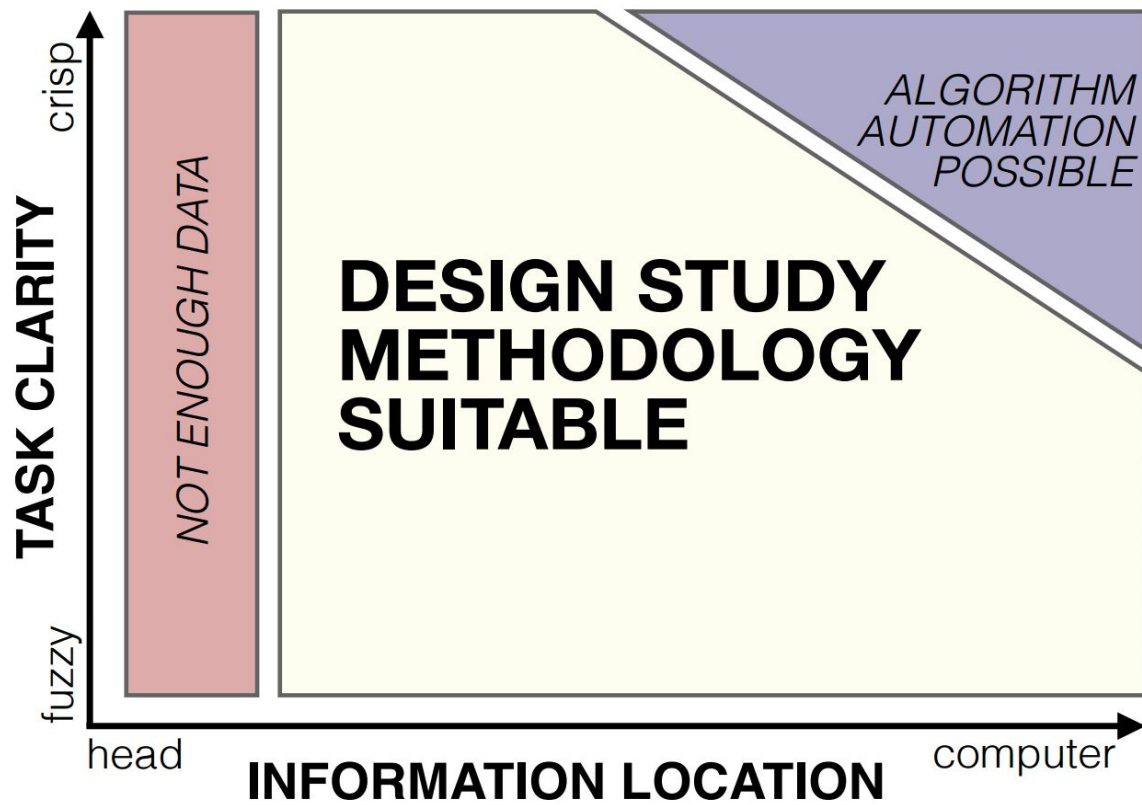 crisp
TASK CLARITY
fuzzy
NOT ENOUGH DATA
DESIGN STUDY
METHODOLOGY
SUITABLE
ALGORITHM
AUTOMATION
POSSIBLE
head
INFORMATION LOCATION
computer